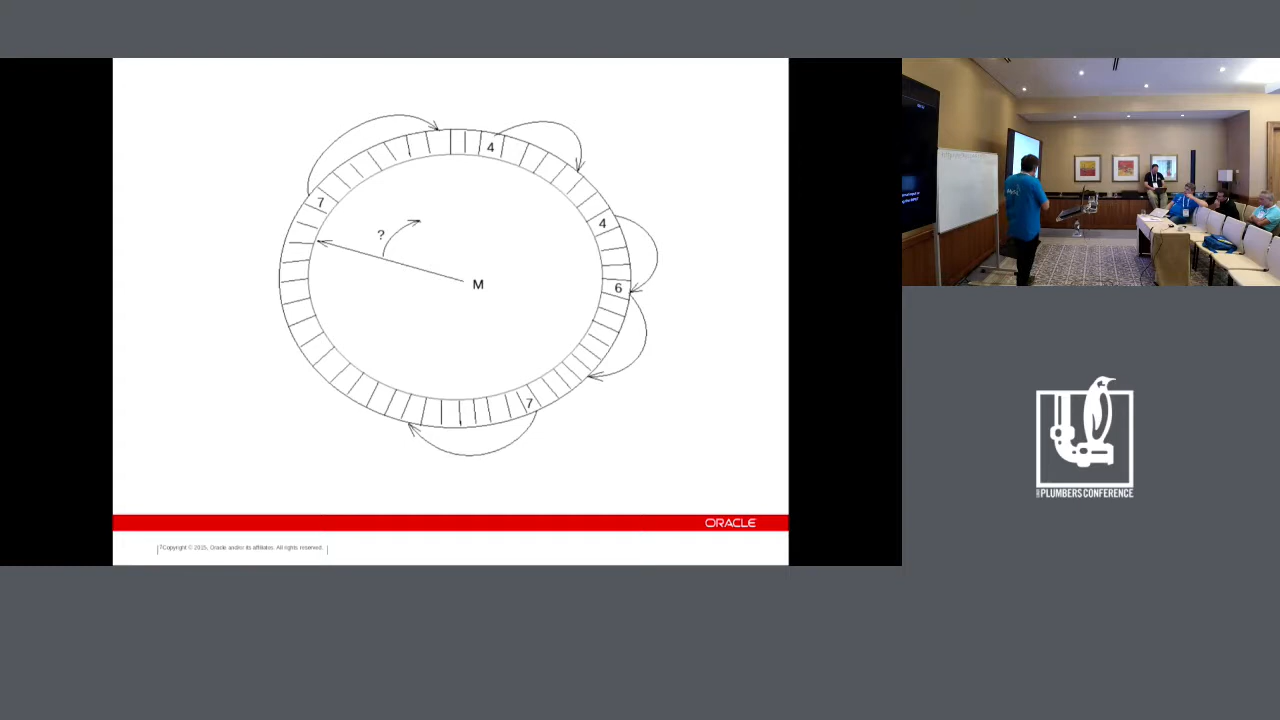 7
4
4
6
7
?
M
ORACLE
Copyright © 2015, Oracle and/or its affiliates. All rights reserved.
PLUMBERS CONFERENCE